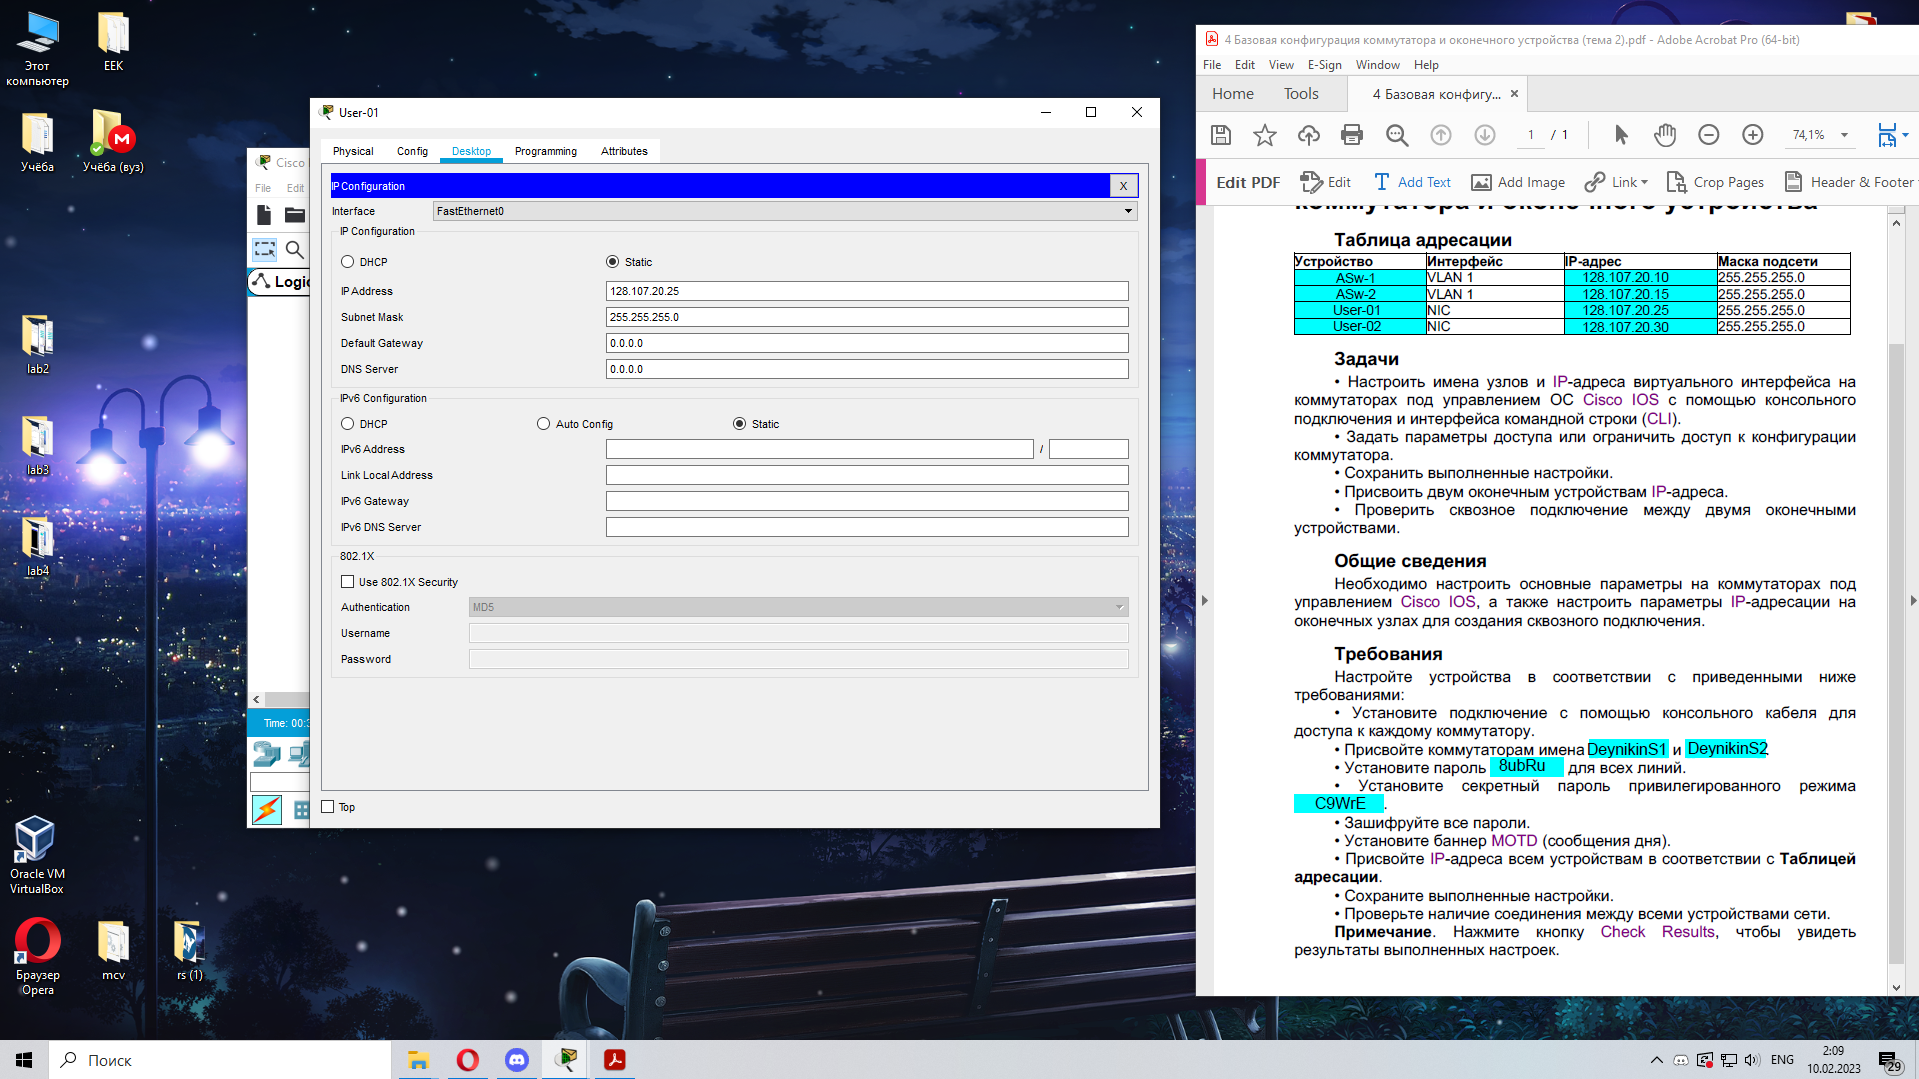 Этот компьютер
ЕЕК
Учёба
Учёба (вуз)
lab2
lab3
lab4
Oracle VM VirtualBox
Браузер Opera
mcv
rs (1)
Cisco
File Edit
Logic
Time: 00:3
User-01
Physical Config Desktop Programming Attributes
IP Configuration X
Interface FastEthernet0
IP Configuration
DHCP Static
IP Address 128.107.20.25
Subnet Mask 255.255.255.0
Default Gateway 0.0.0.0
DNS Server 0.0.0.0
IPv6 Configuration
DHCP Auto Config Static
IPv6 Address /
Link Local Address
IPv6 Gateway
IPv6 DNS Server
802.1X
Use 802.1X Security
Authentication MD5
Username
Password
Top
4 Базовая конфигурация коммутатора и оконечного устройства (тема 2).pdf - Adobe Acrobat Pro (64-bit)
File Edit View E-Sign Window Help
Home Tools 4 Базовая конфигу... ×
1 / 1 74,1%
Edit PDF Edit Add Text Add Image Link Crop Pages Header & Footer
коммутатора и оконечного устройства
Таблица адресации
Устройство Интерфейс IP-адрес Маска подсети
ASw-1 VLAN 1 128.107.20.10 255.255.255.0
ASw-2 VLAN 1 128.107.20.15 255.255.255.0
User-01 NIC 128.107.20.25 255.255.255.0
User-02 NIC 128.107.20.30 255.255.255.0
Задачи
• Настроить имена узлов и IP-адреса виртуального интерфейса на
коммутаторах под управлением ОС Cisco IOS с помощью консольного
подключения и интерфейса командной строки (CLI).
• Задать параметры доступа или ограничить доступ к конфигурации
коммутатора.
• Сохранить выполненные настройки.
• Присвоить двум оконечным устройствам IP-адреса.
• Проверить сквозное подключение между двумя оконечными
устройствами.
Общие сведения
Необходимо настроить основные параметры на коммутаторах под
управлением Cisco IOS, а также настроить параметры IP-адресации на
оконечных узлах для создания сквозного подключения.
Требования
Настройте устройства в соответствии с приведенными ниже
требованиями:
• Установите подключение с помощью консольного кабеля для
доступа к каждому коммутатору.
• Присвойте коммутаторам имена DeynikinS1 и DeynikinS2.
• Установите пароль 8ubRu для всех линий.
• Установите секретный пароль привилегированного режима
C9WrE.
• Зашифруйте все пароли.
• Установите баннер MOTD (сообщения дня).
• Присвойте IP-адреса всем устройствам в соответствии с Таблицей
адресации.
• Сохраните выполненные настройки.
• Проверьте наличие соединения между всеми устройствами сети.
Примечание. Нажмите кнопку Check Results, чтобы увидеть
результаты выполненных настроек.
Поиск
ENG
2:09
10.02.2023
29